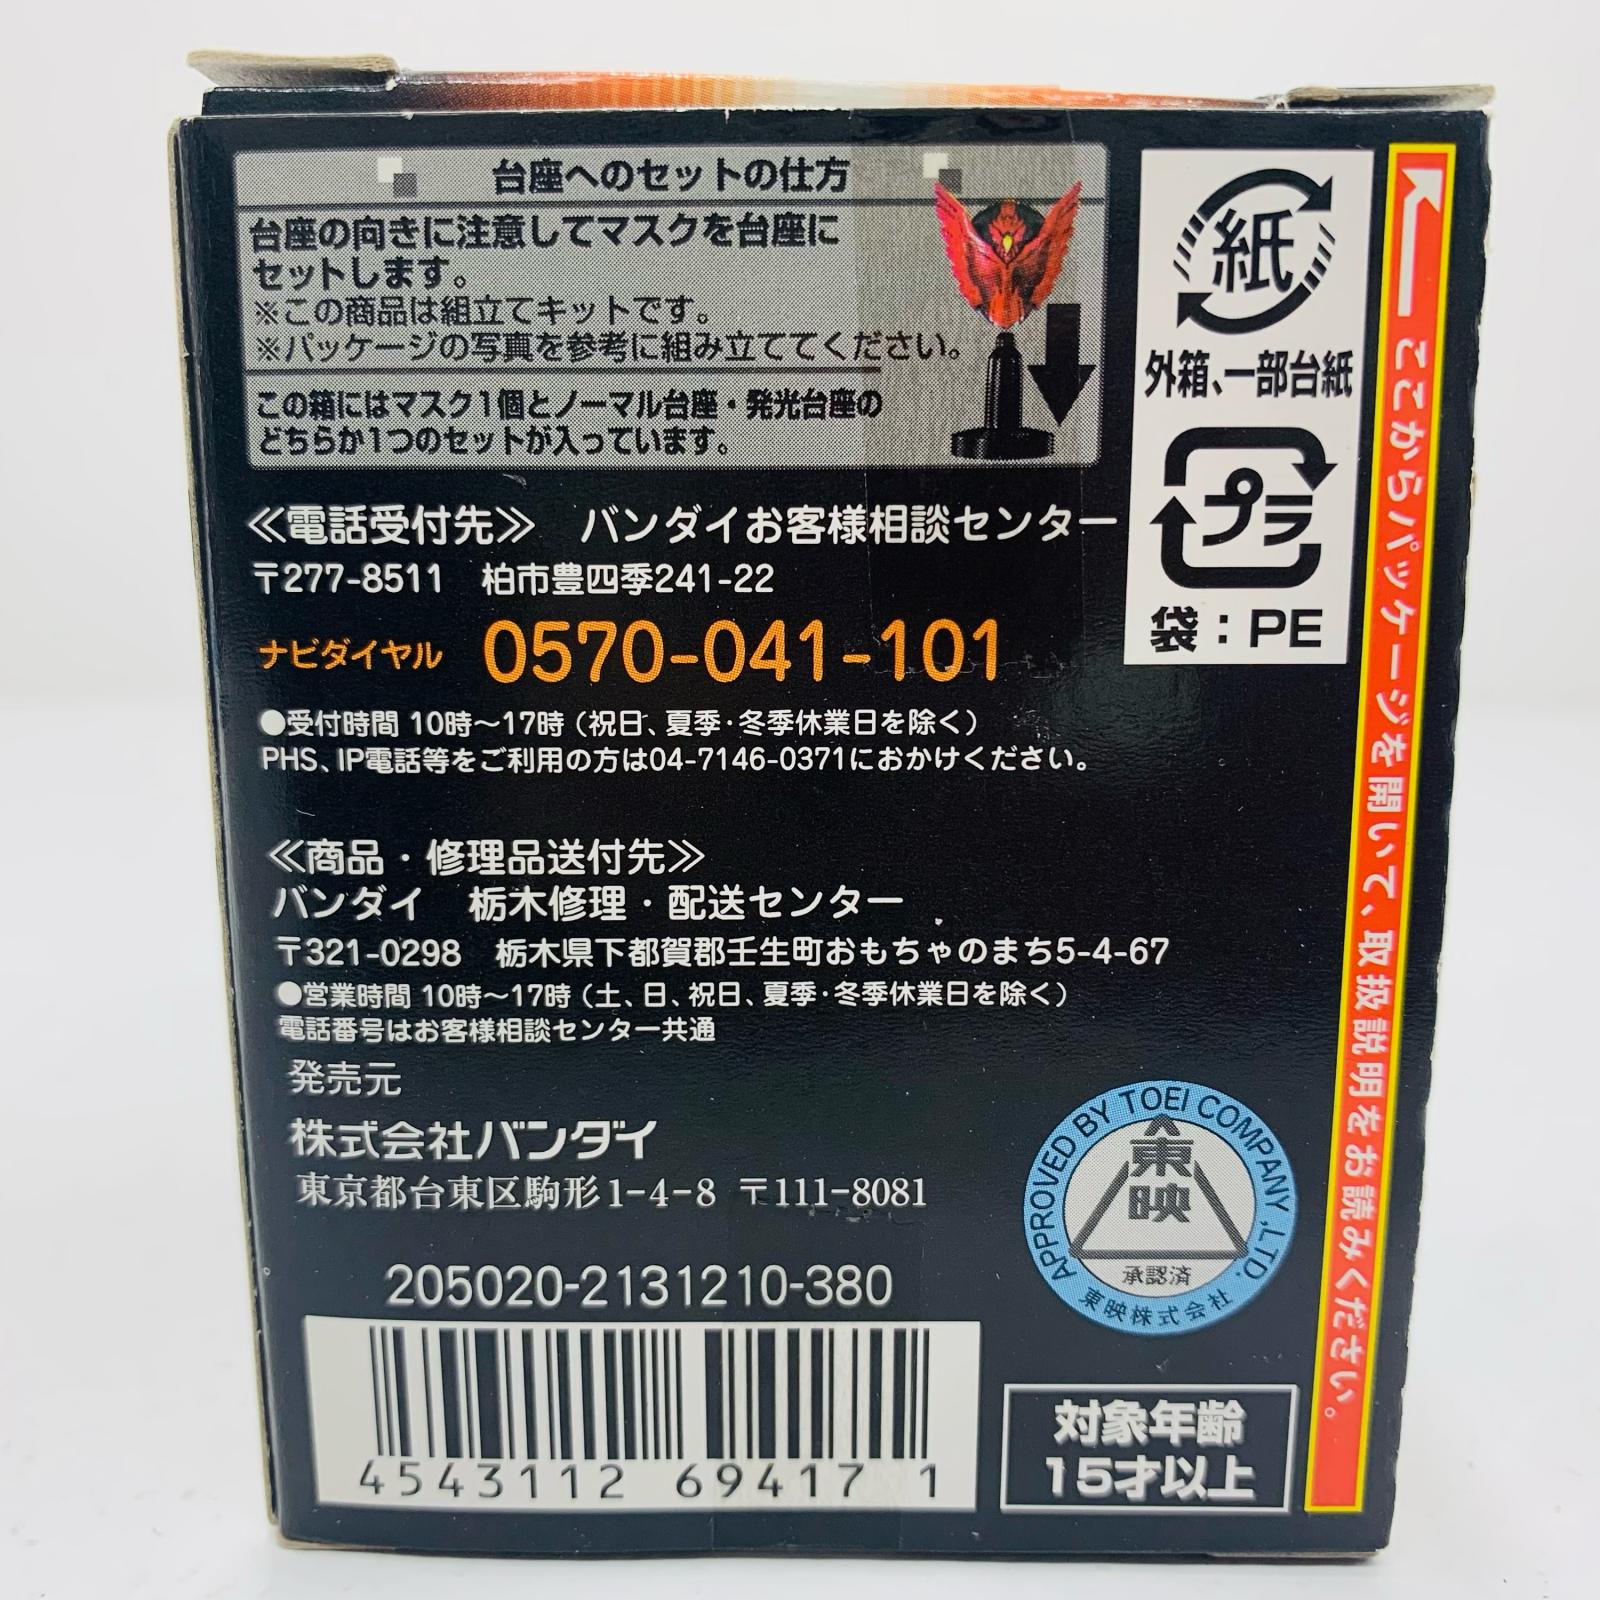 台座へのセットの仕方
台座の向きに注意してマスクを台座に
セットします。
※この商品は組立てキットです。
※パッケージの写真を参考に組み立ててください。
この箱にはマスク1個とノーマル台座・発光台座の
どちらか1つのセットが入っています。
紙
外箱、一部台紙
プラ
袋：PE
ここからパッケージを開いて、取扱説明をお読みください。
≪電話受付先≫ バンダイお客様相談センター
〒277-8511 柏市豊四季241-22
ナビダイヤル 0570-041-101
●受付時間 10時～17時（祝日、夏季・冬季休業日を除く）
PHS、IP電話等をご利用の方は04-7146-0371におかけください。
≪商品・修理品送付先≫
バンダイ 栃木修理・配送センター
〒321-0298 栃木県下都賀郡壬生町おもちゃのまち5-4-67
●営業時間 10時～17時（土、日、祝日、夏季・冬季休業日を除く）
電話番号はお客様相談センター共通
発売元
株式会社バンダイ
東京都台東区駒形1-4-8 〒111-8081
APPROVED BY TOEI COMPANY ,LTD.
東映
承認済
東映株式会社
205020-2131210-380
4543112 69417 1
対象年齢
15才以上